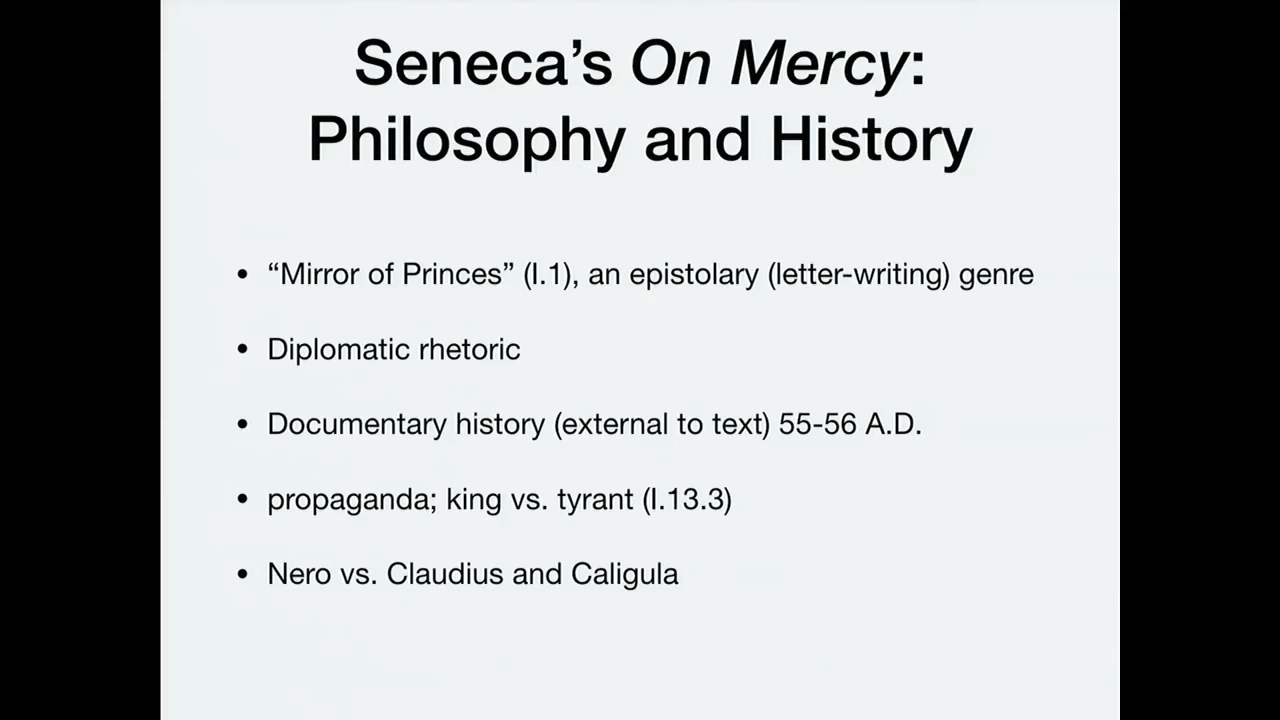 Seneca’s On Mercy:
Philosophy and History
• “Mirror of Princes” (I.1), an epistolary (letter-writing) genre
• Diplomatic rhetoric
• Documentary history (external to text) 55-56 A.D.
• propaganda; king vs. tyrant (I.13.3)
• Nero vs. Claudius and Caligula